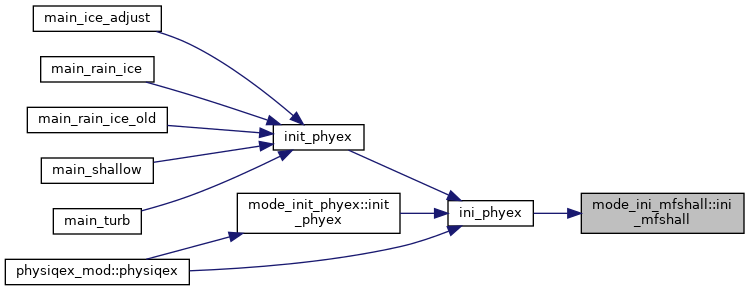 main_ice_adjust
main_rain_ice
main_rain_ice_old
main_shallow
main_turb
physiqex_mod::physiqex
init_phyex
mode_init_phyex::init
_phyex
ini_phyex
mode_ini_mfshall::ini
_mfshall